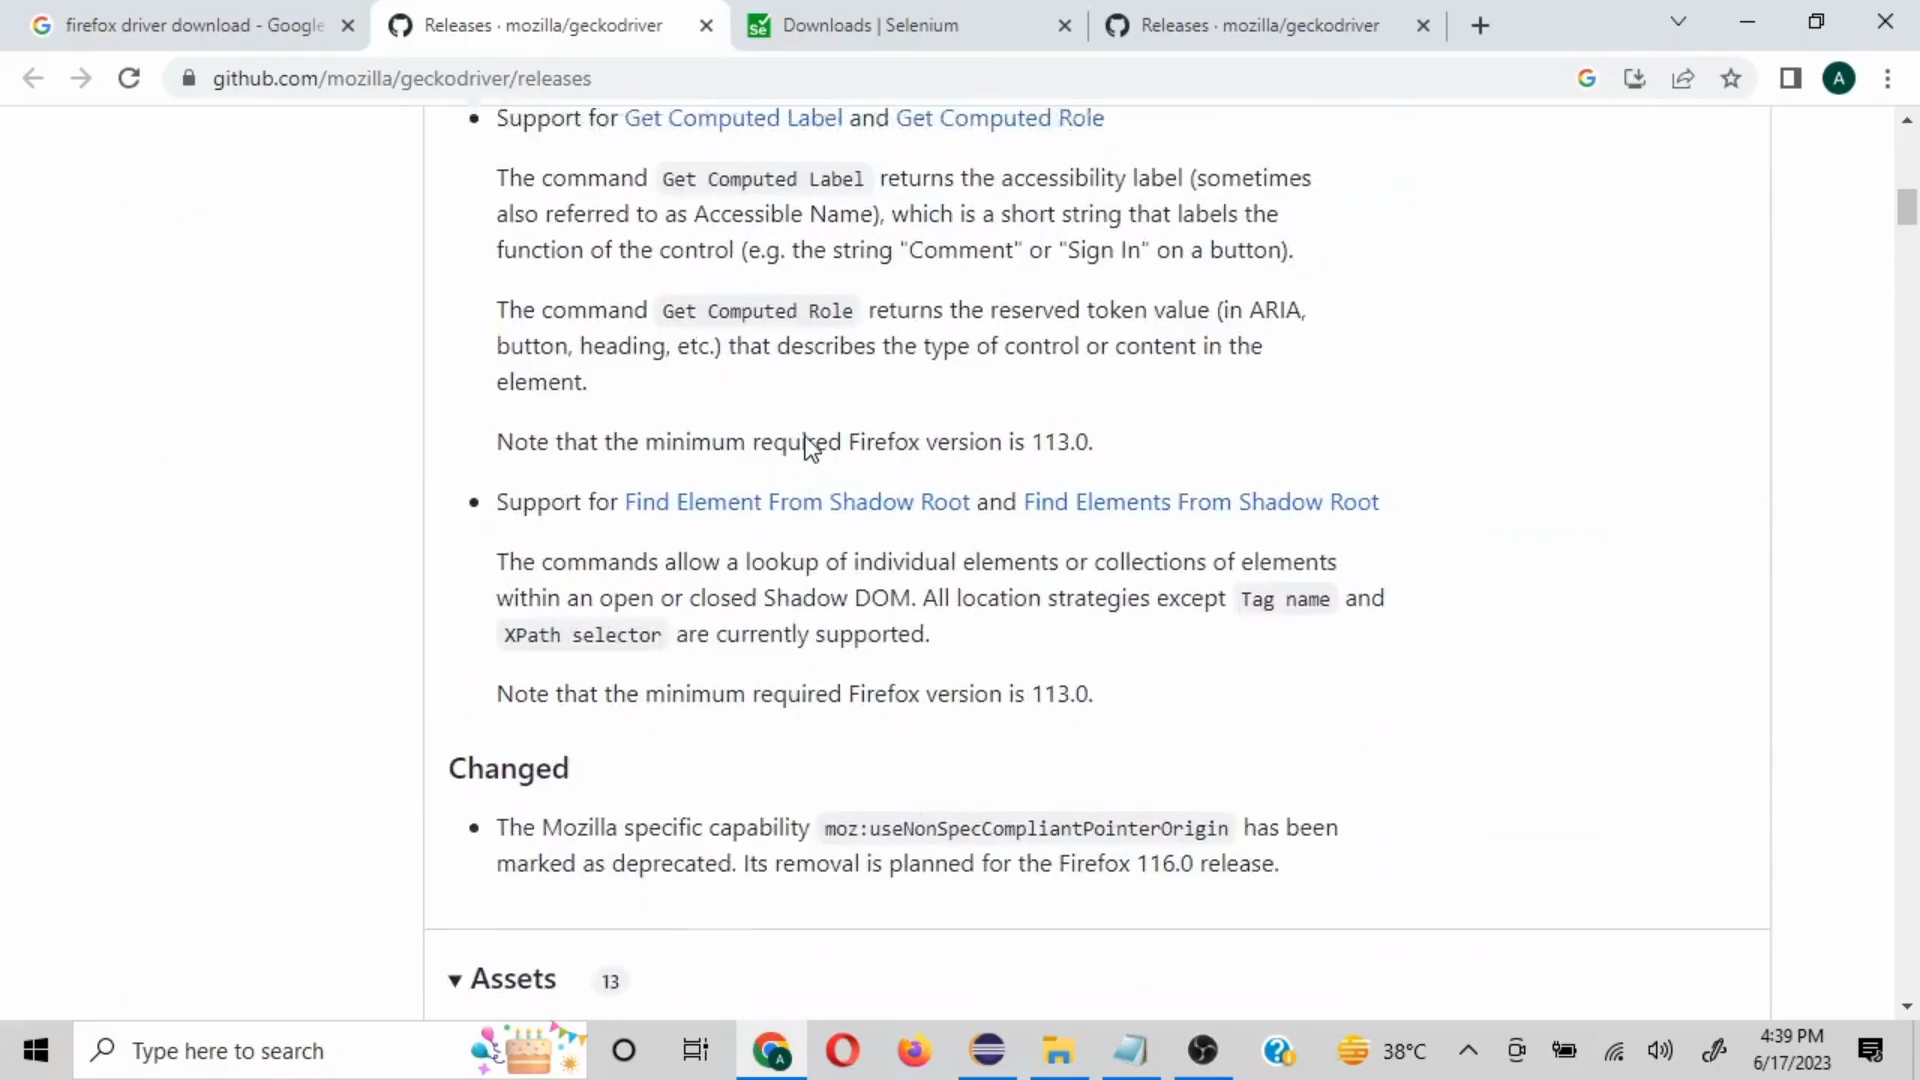 firefox driver download - Google
Releases · mozilla/geckodriver
Downloads | Selenium
Releases · mozilla/geckodriver
github.com/mozilla/geckodriver/releases
A
Support for Get Computed Label and Get Computed Role
The command Get Computed Label returns the accessibility label (sometimes
also referred to as Accessible Name), which is a short string that labels the
function of the control (e.g. the string "Comment" or "Sign In" on a button).
The command Get Computed Role returns the reserved token value (in ARIA,
button, heading, etc.) that describes the type of control or content in the
element.
Note that the minimum required Firefox version is 113.0.
Support for Find Element From Shadow Root and Find Elements From Shadow Root
The commands allow a lookup of individual elements or collections of elements
within an open or closed Shadow DOM. All location strategies except Tag name and
XPath selector are currently supported.
Note that the minimum required Firefox version is 113.0.
Changed
The Mozilla specific capability moz:useNonSpecCompliantPointerOrigin has been
marked as deprecated. Its removal is planned for the Firefox 116.0 release.
Assets 13
Type here to search
38°C
4:39 PM
6/17/2023